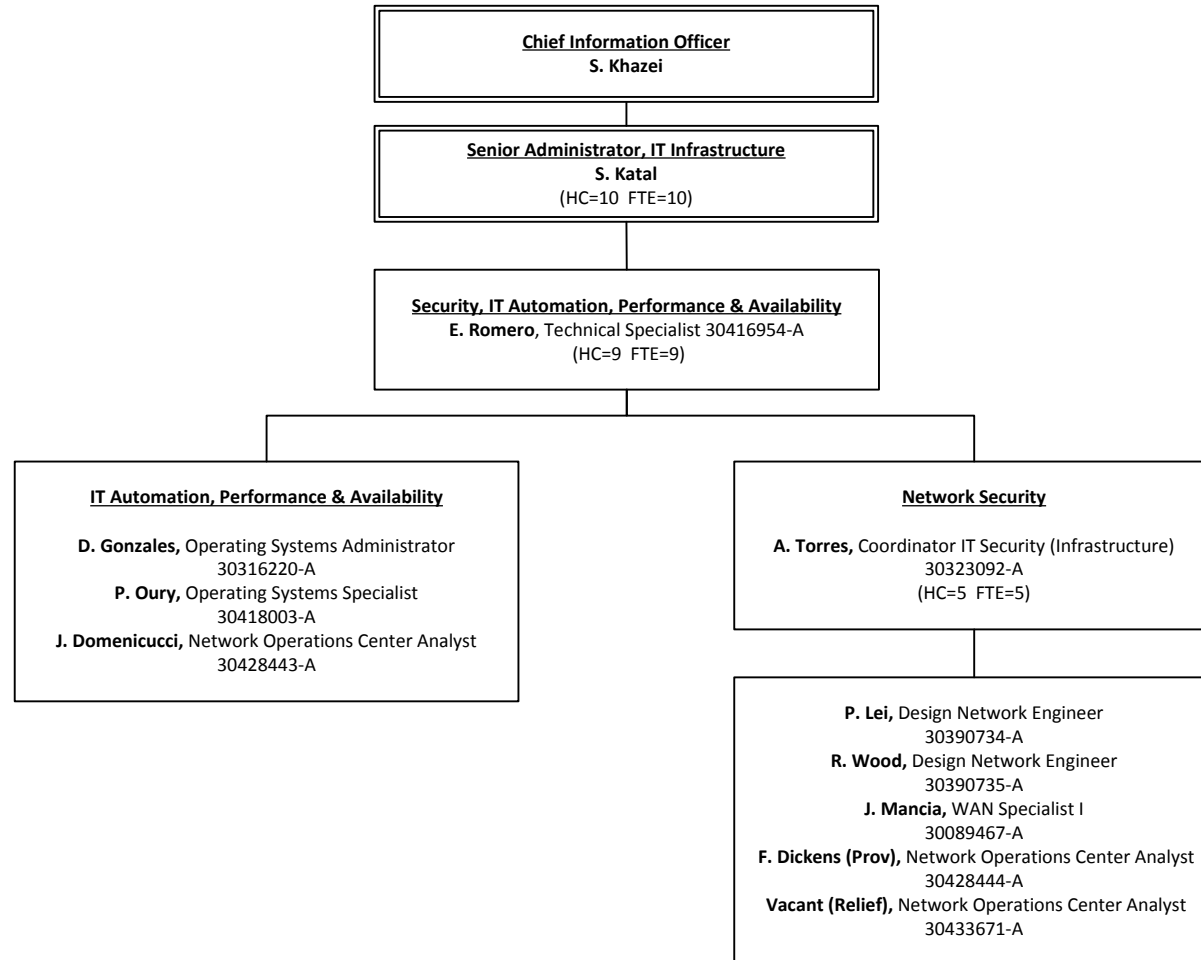 Chief Information Officer
S. Khazei
Senior Administrator, IT Infrastructure
S. Katal
(HC=10 FTE=10)
Security, IT Automation, Performance & Availability
E. Romero, Technical Specialist 30416954-A
(HC=9 FTE=9)
IT Automation, Performance & Availability
D. Gonzales, Operating Systems Administrator
30316220-A
P. Oury, Operating Systems Specialist
30418003-A
J. Domenicucci, Network Operations Center Analyst
30428443-A
Network Security
A. Torres, Coordinator IT Security (Infrastructure)
30323092-A
(HC=5 FTE=5)
P. Lei, Design Network Engineer
30390734-A
R. Wood, Design Network Engineer
30390735-A
J. Mancia, WAN Specialist I
30089467-A
F. Dickens (Prov), Network Operations Center Analyst
30428444-A
Vacant (Relief), Network Operations Center Analyst
30433671-A